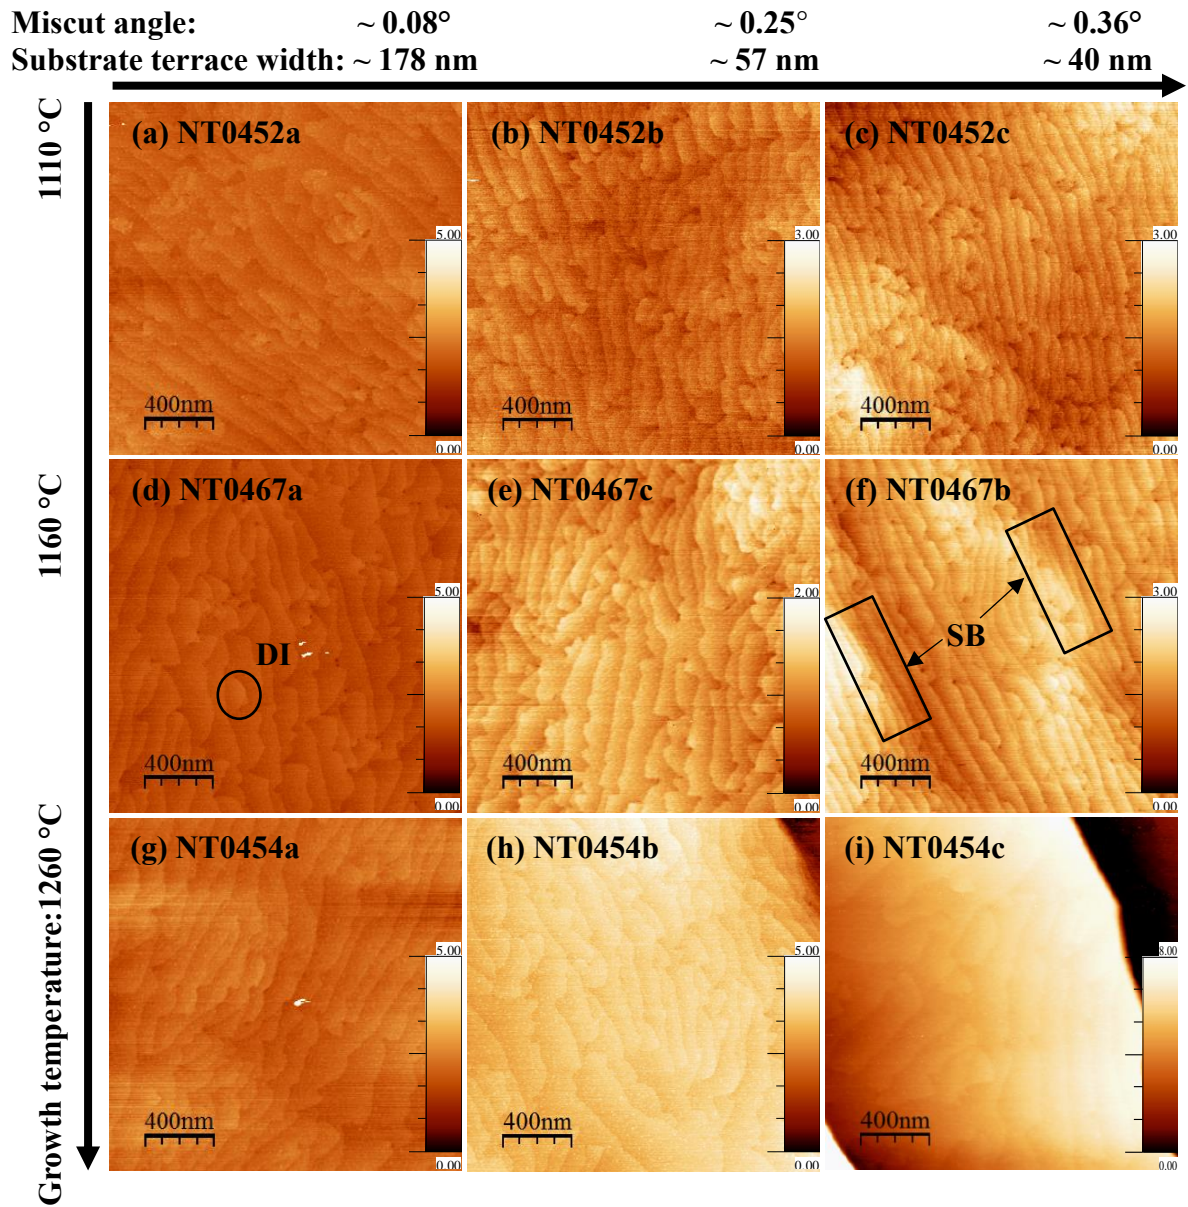 Miscut angle: ~ 0.08° ~ 0.25° ~ 0.36°
Substrate terrace width: ~ 178 nm ~ 57 nm ~ 40 nm
1110 °C
(a) NT0452a
(b) NT0452b
(c) NT0452c
5.00
3.00
3.00
400nm
400nm
400nm
0.00
0.00
0.00
1160 °C
(d) NT0467a
(e) NT0467c
(f) NT0467b
5.00
2.00
3.00
DI
SB
400nm
400nm
400nm
0.00
0.00
0.00
Growth temperature:1260 °C
(g) NT0454a
(h) NT0454b
(i) NT0454c
5.00
5.00
8.00
400nm
400nm
400nm
0.00
0.00
0.00